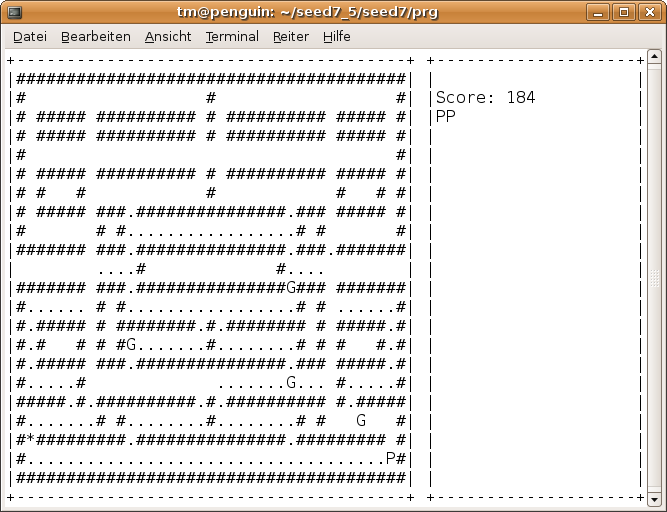 tm@penguin: ~/seed7_5/seed7/prg
Datei Bearbeiten Ansicht Terminal Reiter Hilfe
+---------------------------------------+ +--------------------+
|#######################################| |                    |
|#                  #                  #| |Score: 184          |
|# ##### ########## # ########## ##### #| |PP                  |
|# ##### ########## # ########## ##### #| |                    |
|#                                     #| |                    |
|# ##### ########## # ########## ##### #| |                    |
|# #   #            #            #   # #| |                    |
|# ##### ###.###############.### ##### #| |                    |
|#       # #.................# #       #| |                    |
|####### ###.###############.###.#######| |                    |
|        ....#             #....        | |                    |
|####### ###.###############G### #######| |                    |
|#...... # #.................# # ......#| |                    |
|#.##### # ########.#.######## # #####.#| |                    |
|#.#   # # #G.......#........# # #   #.#| |                    |
|#.##### ###.###############.### #####.#| |                    |
|#.....#             .......G... #.....#| |                    |
|#####.#.##########.#.########## #.#####| |                    |
|#.......# #........#........# #   G   #| |                    |
|#*#########.###############.######### #| |                    |
|#....................................P#| |                    |
|#######################################| |                    |
+---------------------------------------+ +--------------------+